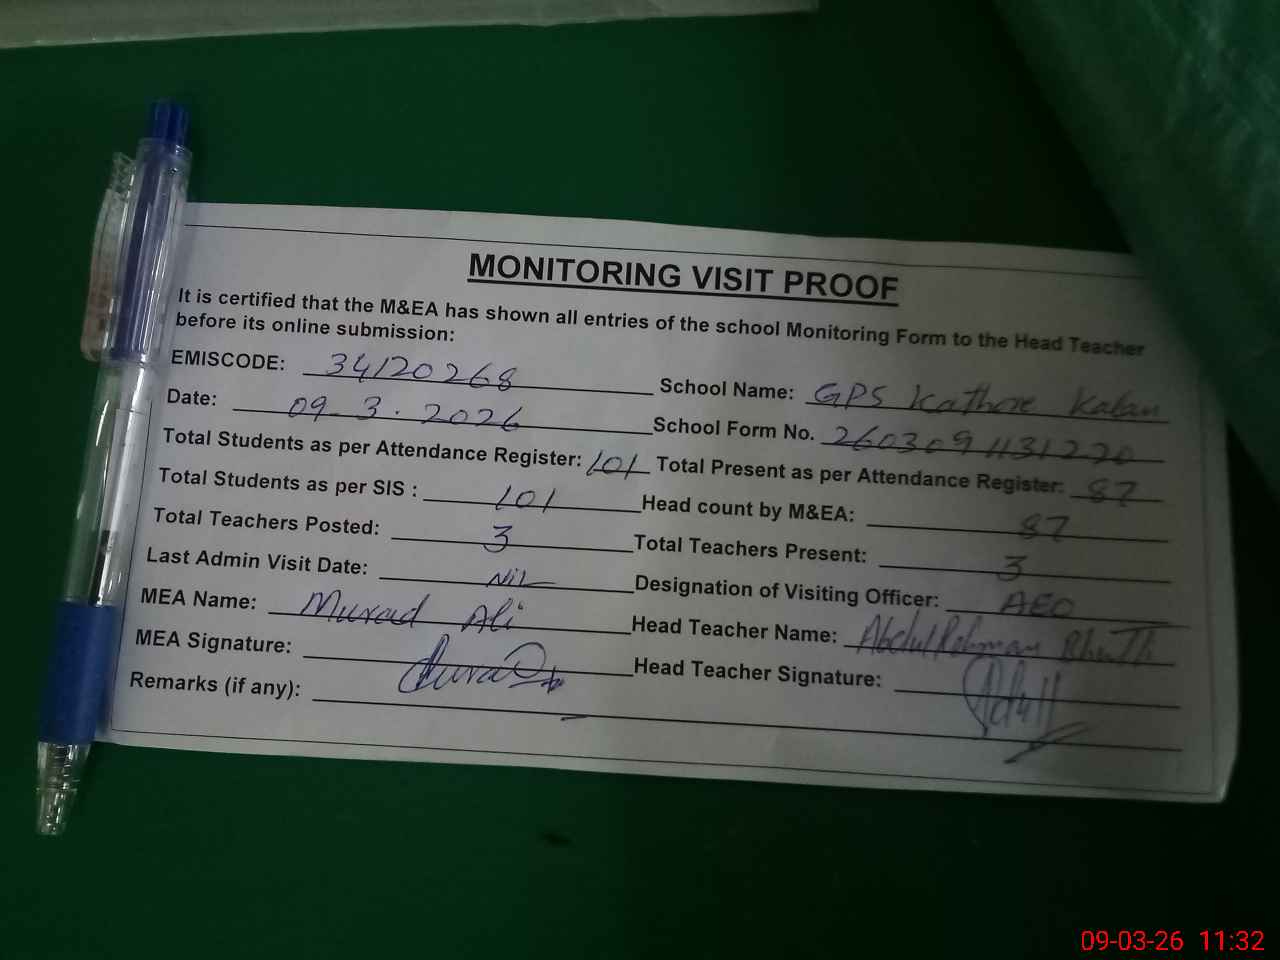 MONITORING VISIT PROOF
It is certified that the M&EA has shown all entries of the school Monitoring Form to the Head Teacher
before its online submission:
EMISCODE: 34120268 School Name: GPS Kathore Kalan
Date: 09-3.2026 School Form No. 2603091131220
Total Students as per Attendance Register: 101 Total Present as per Attendance Register: 87
Total Students as per SIS : 101 Head count by M&EA: 87
Total Teachers Posted: 3 Total Teachers Present: 3
Last Admin Visit Date: Nil Designation of Visiting Officer: AEO
MEA Name: Murad Ali Head Teacher Name: Abdul Rehman Bhutti
MEA Signature: Head Teacher Signature:
Remarks (if any):
09-03-26 11:32